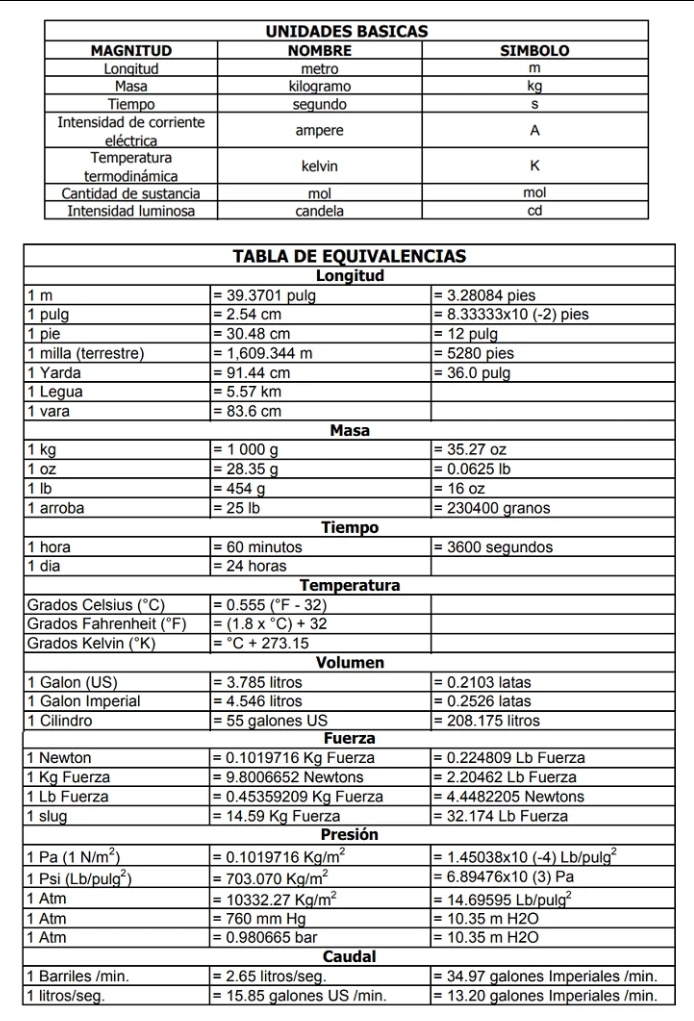 UNIDADES BASICAS
MAGNITUD NOMBRE SIMBOLO
Longitud metro m
Masa kilogramo kg
Tiempo segundo s
Intensidad de corriente
eléctrica ampere A
Temperatura
termodinámica kelvin K
Cantidad de sustancia mol mol
Intensidad luminosa candela cd
TABLA DE EQUIVALENCIAS
Longitud
1 m = 39.3701 pulg = 3.28084 pies
1 pulg = 2.54 cm = 8.33333x10 (-2) pies
1 pie = 30.48 cm = 12 pulg
1 milla (terrestre) = 1,609.344 m = 5280 pies
1 Yarda = 91.44 cm = 36.0 pulg
1 Legua = 5.57 km
1 vara = 83.6 cm
Masa
1 kg = 1 000 g = 35.27 oz
1 oz = 28.35 g = 0.0625 lb
1 lb = 454 g = 16 oz
1 arroba = 25 lb = 230400 granos
Tiempo
1 hora = 60 minutos = 3600 segundos
1 dia = 24 horas
Temperatura
Grados Celsius (°C) = 0.555 (°F - 32)
Grados Fahrenheit (°F) = (1.8 x °C) + 32
Grados Kelvin (°K) = °C + 273.15
Volumen
1 Galon (US) = 3.785 litros = 0.2103 latas
1 Galon Imperial = 4.546 litros = 0.2526 latas
1 Cilindro = 55 galones US = 208.175 litros
Fuerza
1 Newton = 0.1019716 Kg Fuerza = 0.224809 Lb Fuerza
1 Kg Fuerza = 9.8006652 Newtons = 2.20462 Lb Fuerza
1 Lb Fuerza = 0.45359209 Kg Fuerza = 4.4482205 Newtons
1 slug = 14.59 Kg Fuerza = 32.174 Lb Fuerza
Presión
1 Pa (1 N/m²) = 0.1019716 Kg/m² = 1.45038x10 (-4) Lb/pulg²
1 Psi (Lb/pulg²) = 703.070 Kg/m² = 6.89476x10 (3) Pa
1 Atm = 10332.27 Kg/m² = 14.69595 Lb/pulg²
1 Atm = 760 mm Hg = 10.35 m H2O
1 Atm = 0.980665 bar = 10.35 m H2O
Caudal
1 Barriles /min. = 2.65 litros/seg. = 34.97 galones Imperiales /min.
1 litros/seg. = 15.85 galones US /min. = 13.20 galones Imperiales /min.